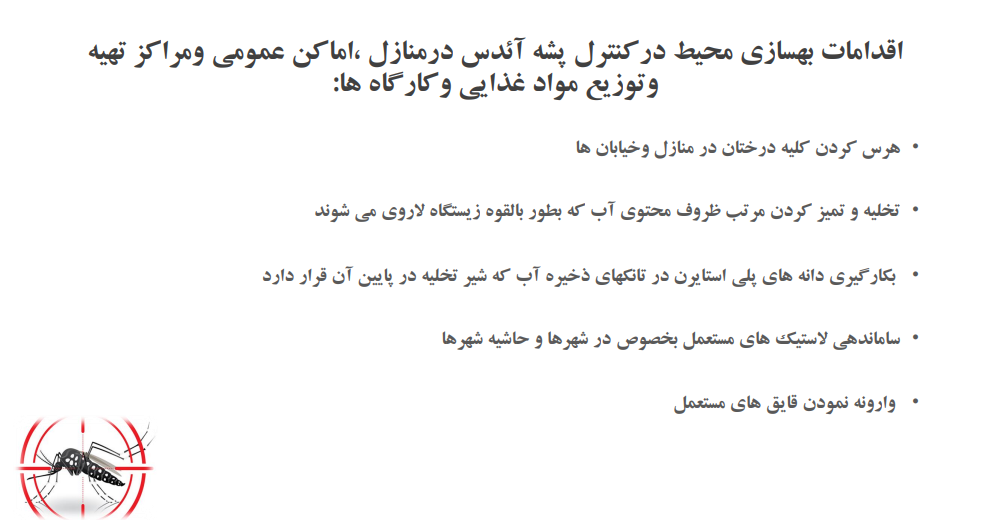 اقدامات بهسازی محیط درکنترل پشه آئدس درمنازل ،اماکن عمومی ومراکز تهیه
وتوزیع مواد غذایی وکارگاه ها:
• هرس کردن کلیه درختان در منازل وخیابان ها
• تخلیه و تمیز کردن مرتب ظروف محتوی آب که بطور بالقوه زیستگاه لاروی می شوند
• بکارگیری دانه های پلی استایرن در تانکهای ذخیره آب که شیر تخلیه در پایین آن قرار دارد
• ساماندهی لاستیک های مستعمل بخصوص در شهرها و حاشیه شهرها
• وارونه نمودن قایق های مستعمل